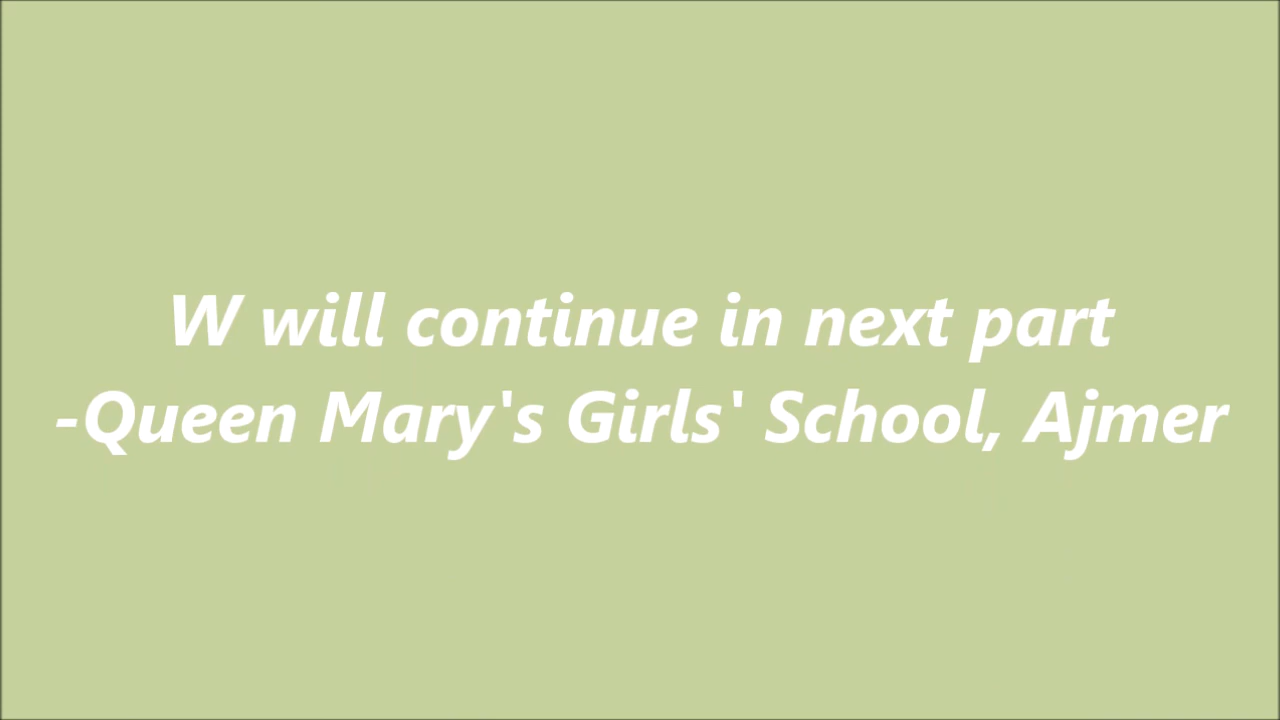 W will continue in next part
-Queen Mary's Girls' School, Ajmer